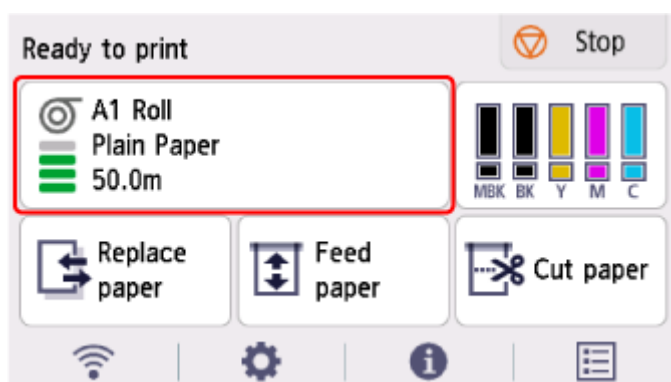 Ready to print
Stop
A1 Roll
Plain Paper
50.0m
MBK BK Y M C
Replace
paper
Feed
paper
Cut paper